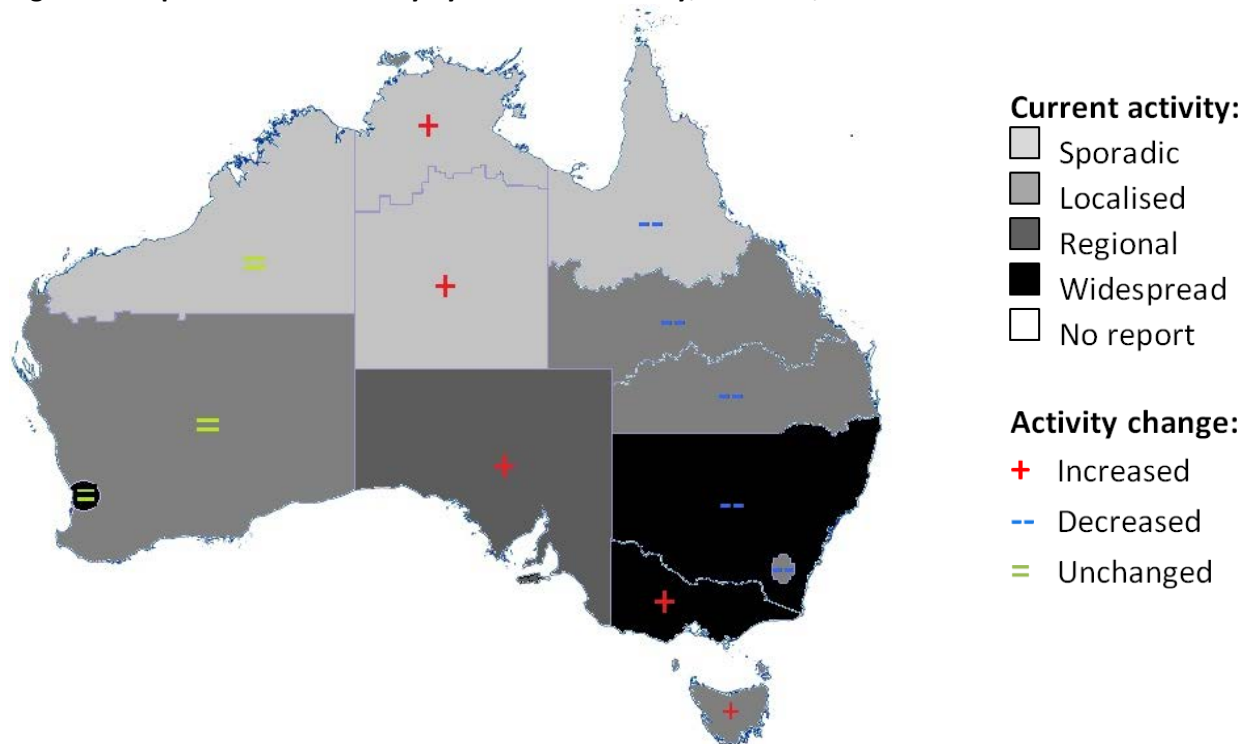 Current activity:
Sporadic
Localised
Regional
Widespread
No report
Activity change:
+ Increased
-- Decreased
= Unchanged